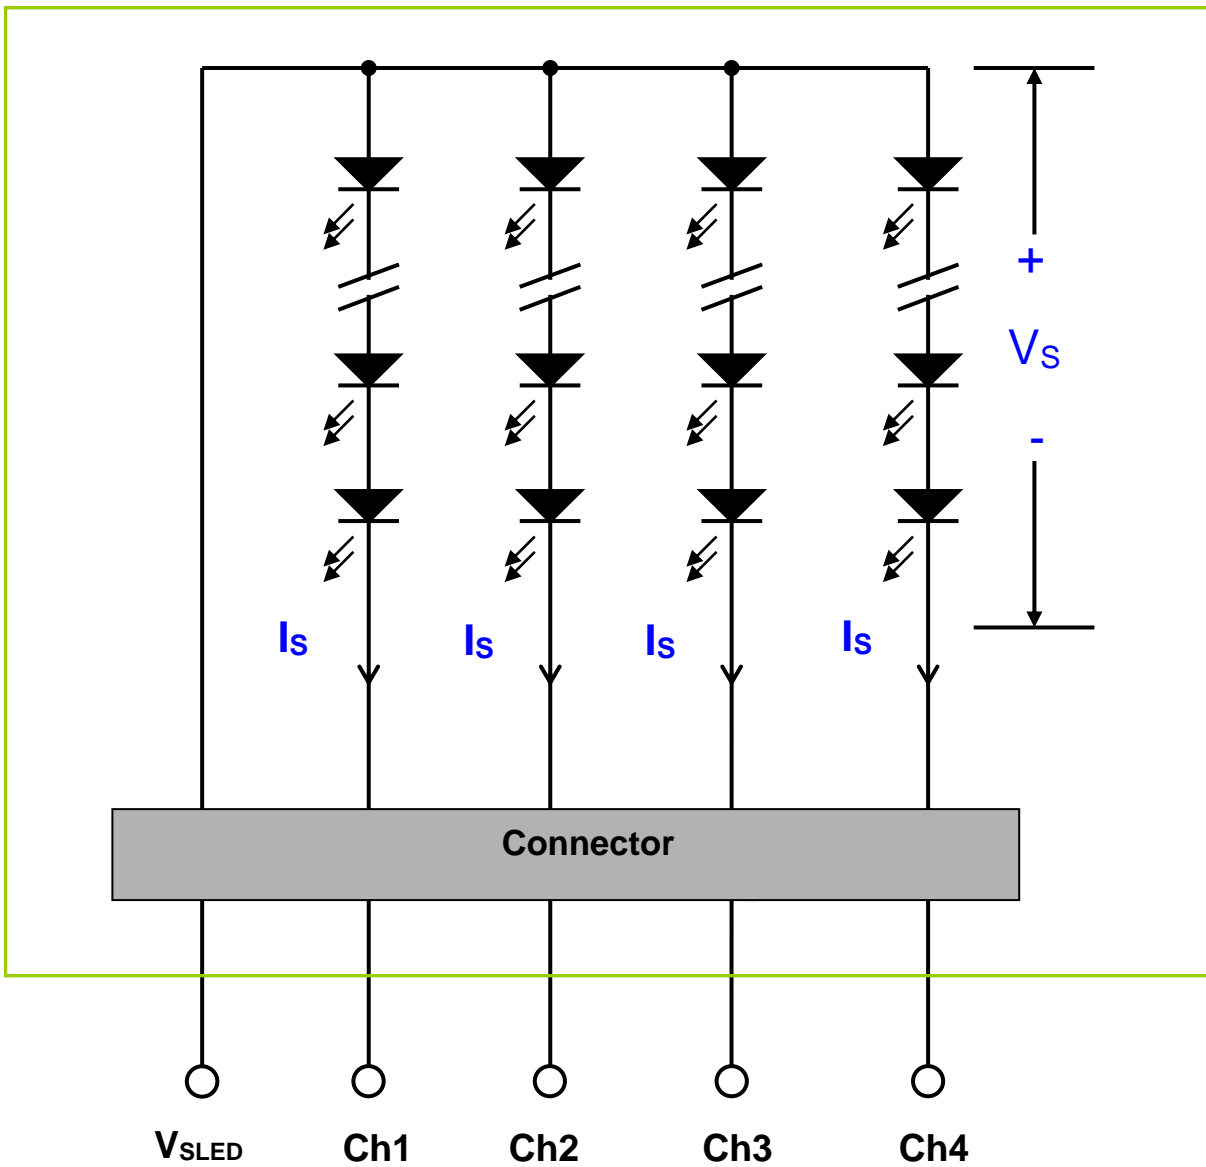 +
VS
-
IS IS IS IS
Connector
VSLED Ch1 Ch2 Ch3 Ch4